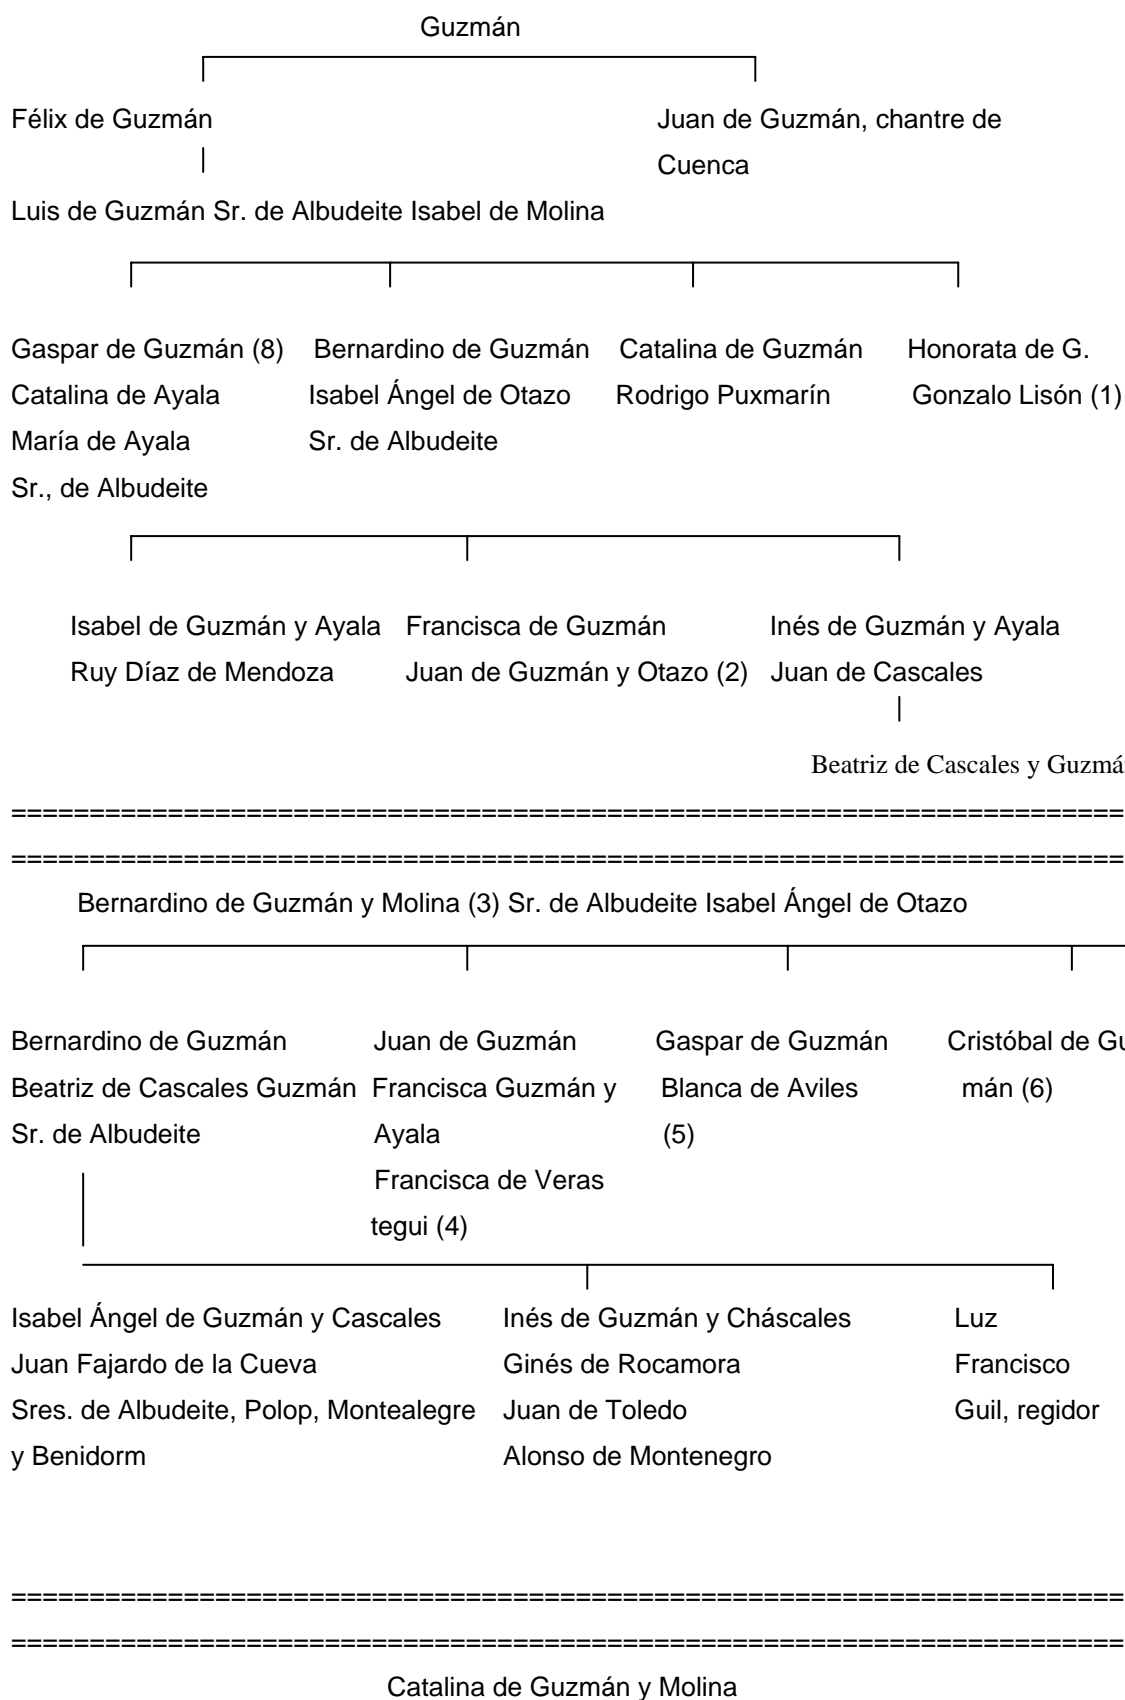 Guzmán
Félix de Guzmán Juan de Guzmán, chantre de
Cuenca
Luis de Guzmán Sr. de Albudeite Isabel de Molina
Gaspar de Guzmán (8) Bernardino de Guzmán Catalina de Guzmán Honorata de G.
Catalina de Ayala Isabel Ángel de Otazo Rodrigo Puxmarín Gonzalo Lisón (1)
María de Ayala Sr. de Albudeite
Sr., de Albudeite
Isabel de Guzmán y Ayala Francisca de Guzmán Inés de Guzmán y Ayala
Ruy Díaz de Mendoza Juan de Guzmán y Otazo (2) Juan de Cascales
Beatriz de Cascales y Guzmá
=======================================================================
=======================================================================
Bernardino de Guzmán y Molina (3) Sr. de Albudeite Isabel Ángel de Otazo
Bernardino de Guzmán Juan de Guzmán Gaspar de Guzmán Cristóbal de Gu
Beatriz de Cascales Guzmán Francisca Guzmán y Blanca de Aviles mán (6)
Sr. de Albudeite Ayala (5)
Francisca de Veras
tegui (4)
Isabel Ángel de Guzmán y Cascales Inés de Guzmán y Cháscales Luz
Juan Fajardo de la Cueva Ginés de Rocamora Francisco
Sres. de Albudeite, Polop, Montealegre Juan de Toledo Guil, regidor
y Benidorm Alonso de Montenegro
=======================================================================
=======================================================================
Catalina de Guzmán y Molina